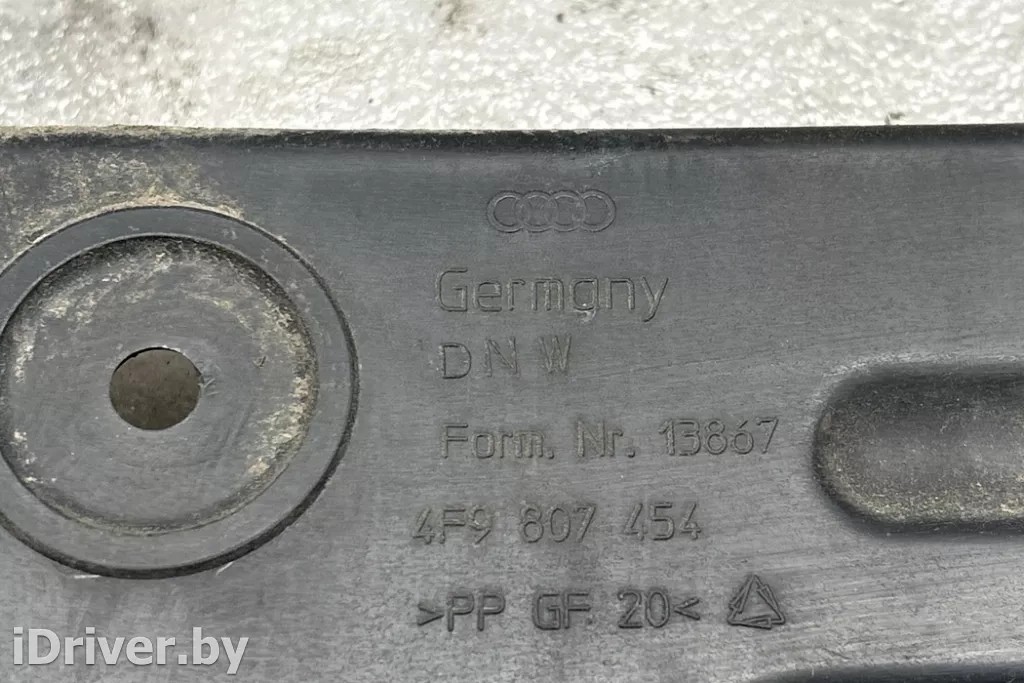 Germany
D N W
Form. Nr. 13867
4F9 807 454
>PP GF 20<
iDriver.by